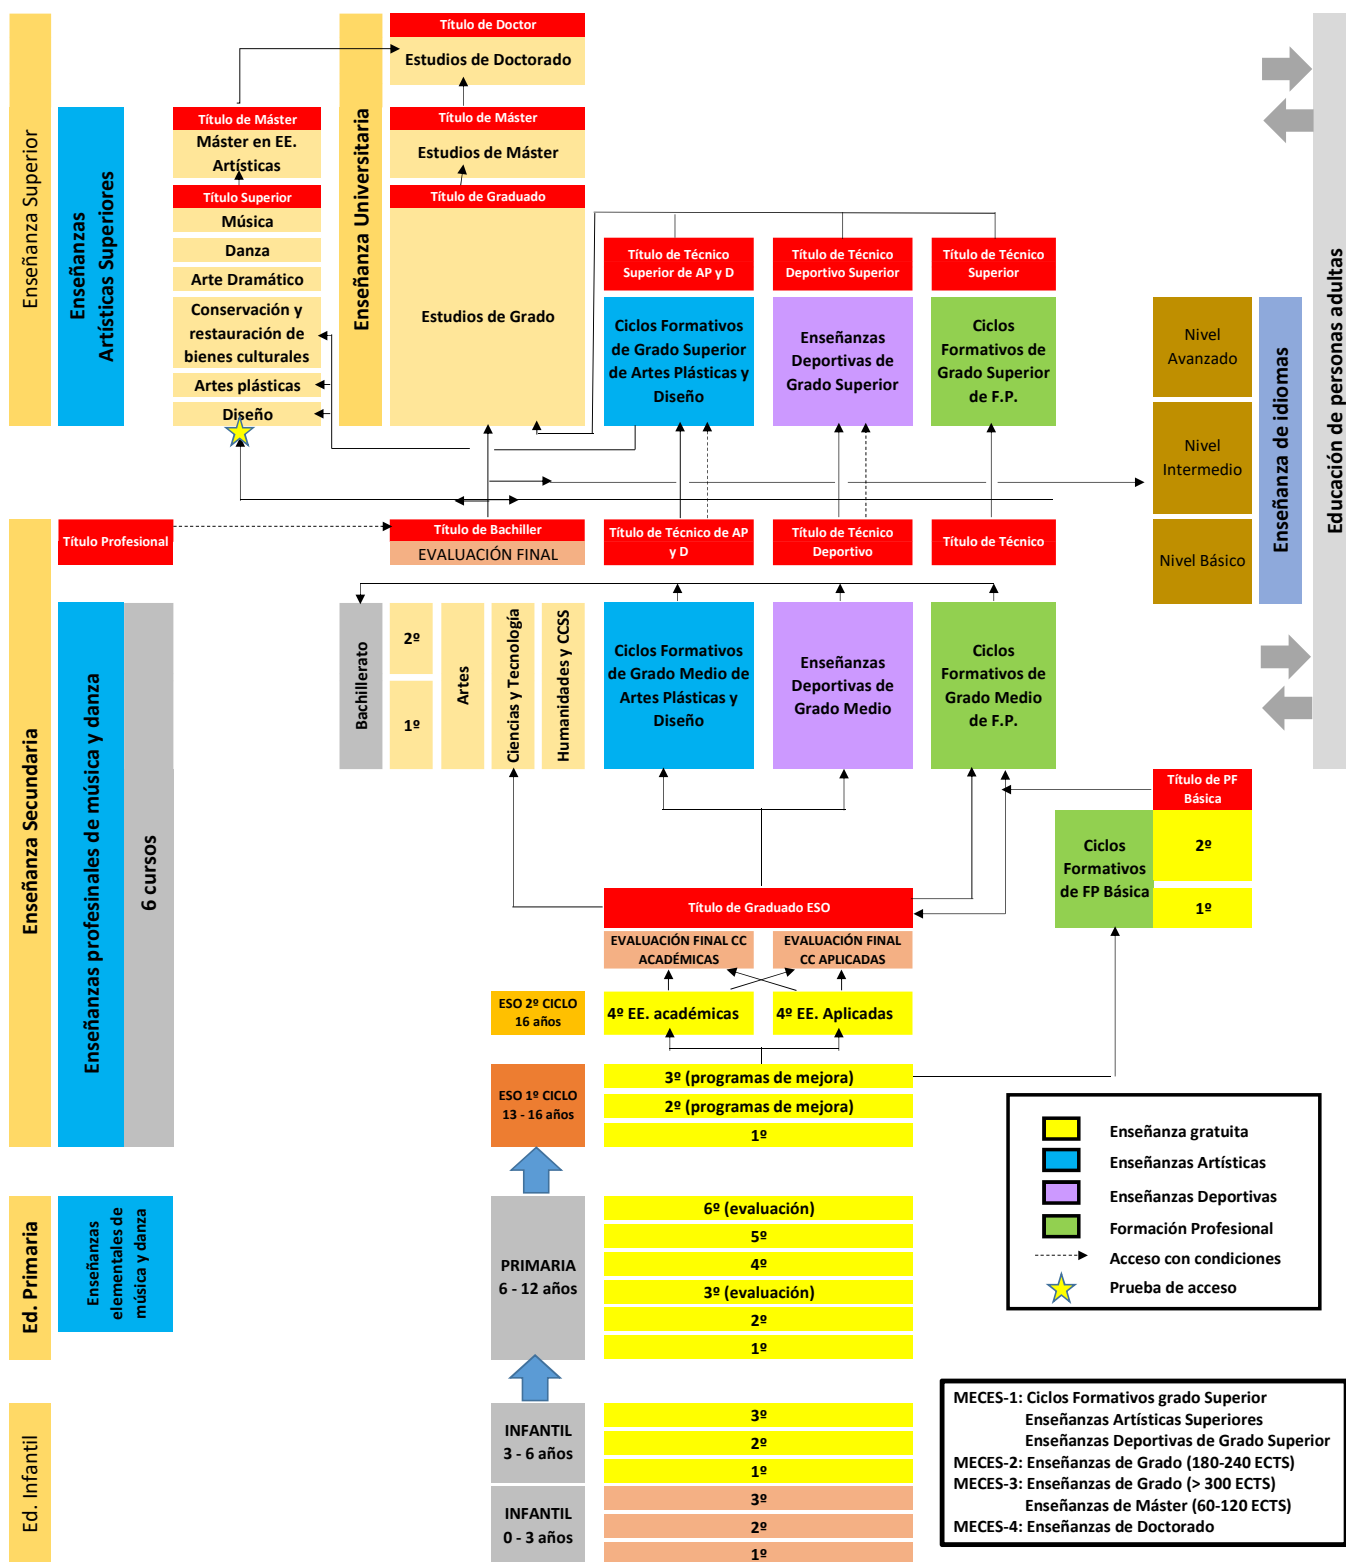 Título de Doctor
Estudios de Doctorado
Enseñanza Superior
Enseñanzas
Artísticas Superiores
Título de Máster
Máster en EE.
Artísticas
Título Superior
Música
Danza
Arte Dramático
Conservación y
restauración de
bienes culturales
Artes plásticas
Diseño
Enseñanza Universitaria
Título de Máster
Estudios de Máster
Título de Graduado
Estudios de Grado
Título de Técnico
Superior de AP y D
Ciclos Formativos
de Grado Superior
de Artes Plásticas y
Diseño
Título de Técnico
Deportivo Superior
Enseñanzas
Deportivas de
Grado Superior
Título de Técnico
Superior
Ciclos
Formativos de
Grado Superior
de F.P.
Nivel
Avanzado
Nivel
Intermedio
Nivel Básico
Enseñanza de idiomas
Educación de personas adultas
Título Profesional
Título de Bachiller
EVALUACIÓN FINAL
Título de Técnico de AP
y D
Título de Técnico
Deportivo
Título de Técnico
Enseñanza Secundaria
Enseñanzas profesinales de música y danza
6 cursos
Bachillerato
2º
1º
Artes
Ciencias y Tecnología
Humanidades y CCSS
Ciclos Formativos
de Grado Medio de
Artes Plásticas y
Diseño
Enseñanzas
Deportivas de
Grado Medio
Ciclos
Formativos de
Grado Medio
de F.P.
Título de PF
Básica
Ciclos
Formativos
de FP Básica
2º
1º
Título de Graduado ESO
EVALUACIÓN FINAL CC
ACADÉMICAS
EVALUACIÓN FINAL
CC APLICADAS
ESO 2º CICLO
16 años
4º EE. académicas
4º EE. Aplicadas
ESO 1º CICLO
13 - 16 años
3º (programas de mejora)
2º (programas de mejora)
1º
Enseñanza gratuita
Enseñanzas Artísticas
Enseñanzas Deportivas
Formación Profesional
Acceso con condiciones
Prueba de acceso
Ed. Primaria
Enseñanzas
elementales de
música y danza
PRIMARIA
6 - 12 años
6º (evaluación)
5º
4º
3º (evaluación)
2º
1º
Ed. Infantil
INFANTIL
3 - 6 años
3º
2º
1º
INFANTIL
0 - 3 años
3º
2º
1º
MECES-1: Ciclos Formativos grado Superior
Enseñanzas Artísticas Superiores
Enseñanzas Deportivas de Grado Superior
MECES-2: Enseñanzas de Grado (180-240 ECTS)
MECES-3: Enseñanzas de Grado (> 300 ECTS)
Enseñanzas de Máster (60-120 ECTS)
MECES-4: Enseñanzas de Doctorado